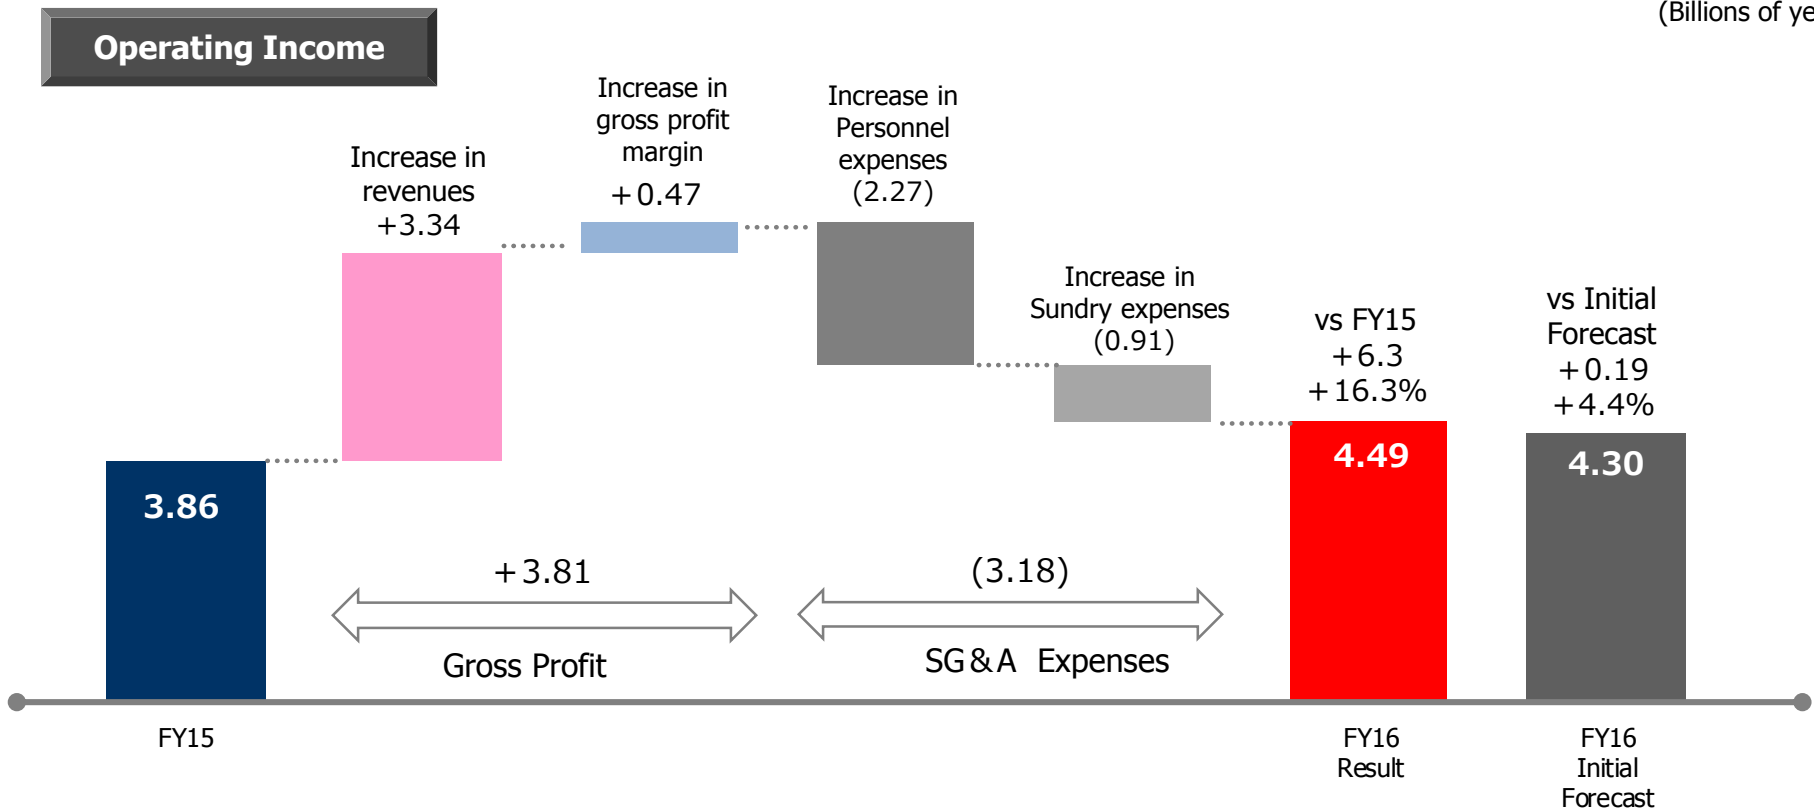 (Billions of ye
Operating Income
Increase in
revenues
+3.34
Increase in
gross profit
margin
+0.47
Increase in
Personnel
expenses
(2.27)
Increase in
Sundry expenses
(0.91)
vs FY15
+6.3
+16.3%
vs Initial
Forecast
+0.19
+4.4%
3.86
4.49
4.30
+3.81
(3.18)
Gross Profit
SG&A Expenses
FY15
FY16
Result
FY16
Initial
Forecast